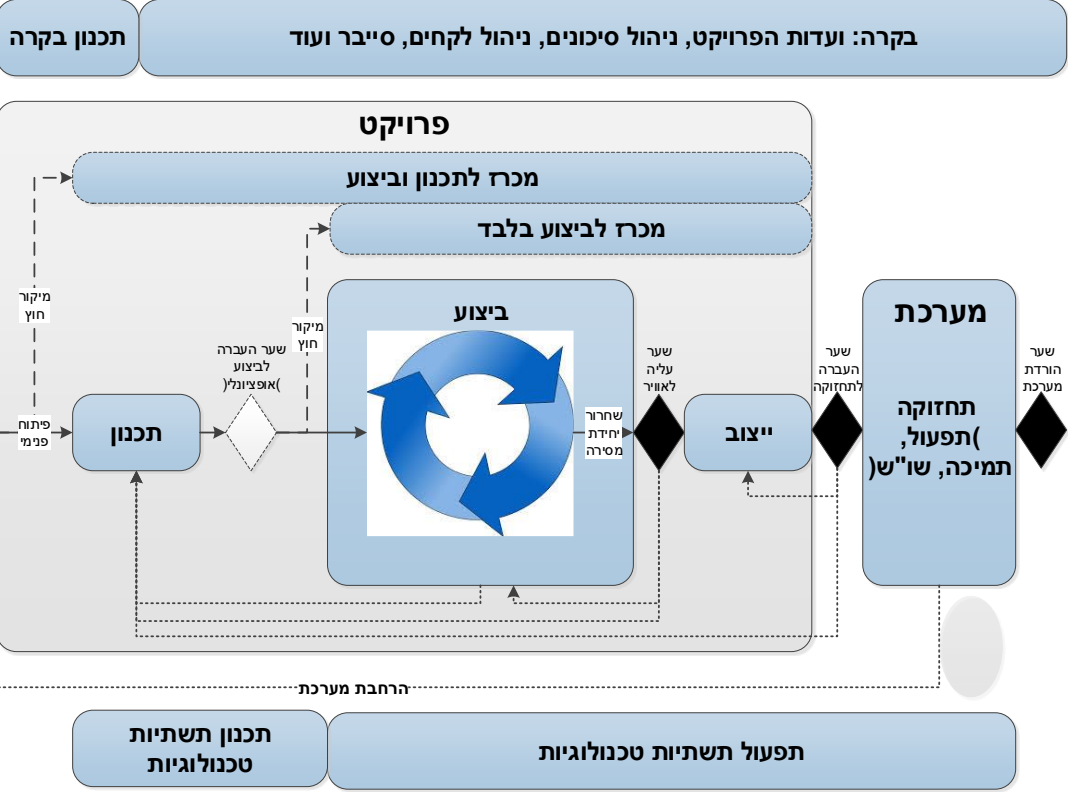 תכנון בקרה
בקרה: ועדות הפרויקט, ניהול סיכונים, ניהול לקחים, סייבר ועוד
פרויקט
מכרז לתכנון וביצוע
מכרז לביצוע בלבד
מיקור
חוץ
מיקור
חוץ
פיתוח
פנימי
תכנון
שער העברה
לביצוע
)אופציונלי(
ביצוע
שחרור
יחידת
מסירה
שער
עליה
לאוויר
ייצוב
שער
העברה
לתחזוקה
מערכת
תחזוקה
)תפעול,
תמיכה, שו"ש(
שער
הורדת
מערכת
הרחבת מערכת
תכנון תשתיות
טכנולוגיות
תפעול תשתיות טכנולוגיות